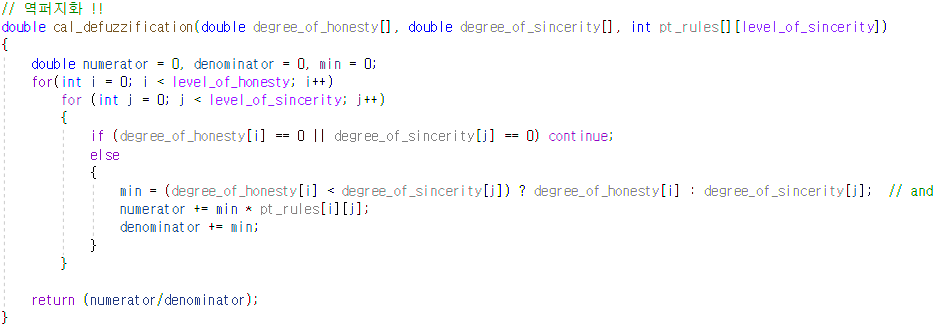 // 역퍼지화 !!
double cal_defuzzification(double degree_of_honesty[], double degree_of_sincerity[], int pt_rules[][level_of_sincerity])
{
    double numerator = 0, denominator = 0, min = 0;
    for(int i = 0; i < level_of_honesty; i++)
        for (int j = 0; j < level_of_sincerity; j++)
        {
            if (degree_of_honesty[i] == 0 || degree_of_sincerity[j] == 0) continue;
            else
            {
                min = (degree_of_honesty[i] < degree_of_sincerity[j]) ? degree_of_honesty[i] : degree_of_sincerity[j];  // and
                numerator += min * pt_rules[i][j];
                denominator += min;
            }
        }
    return (numerator/denominator);
}